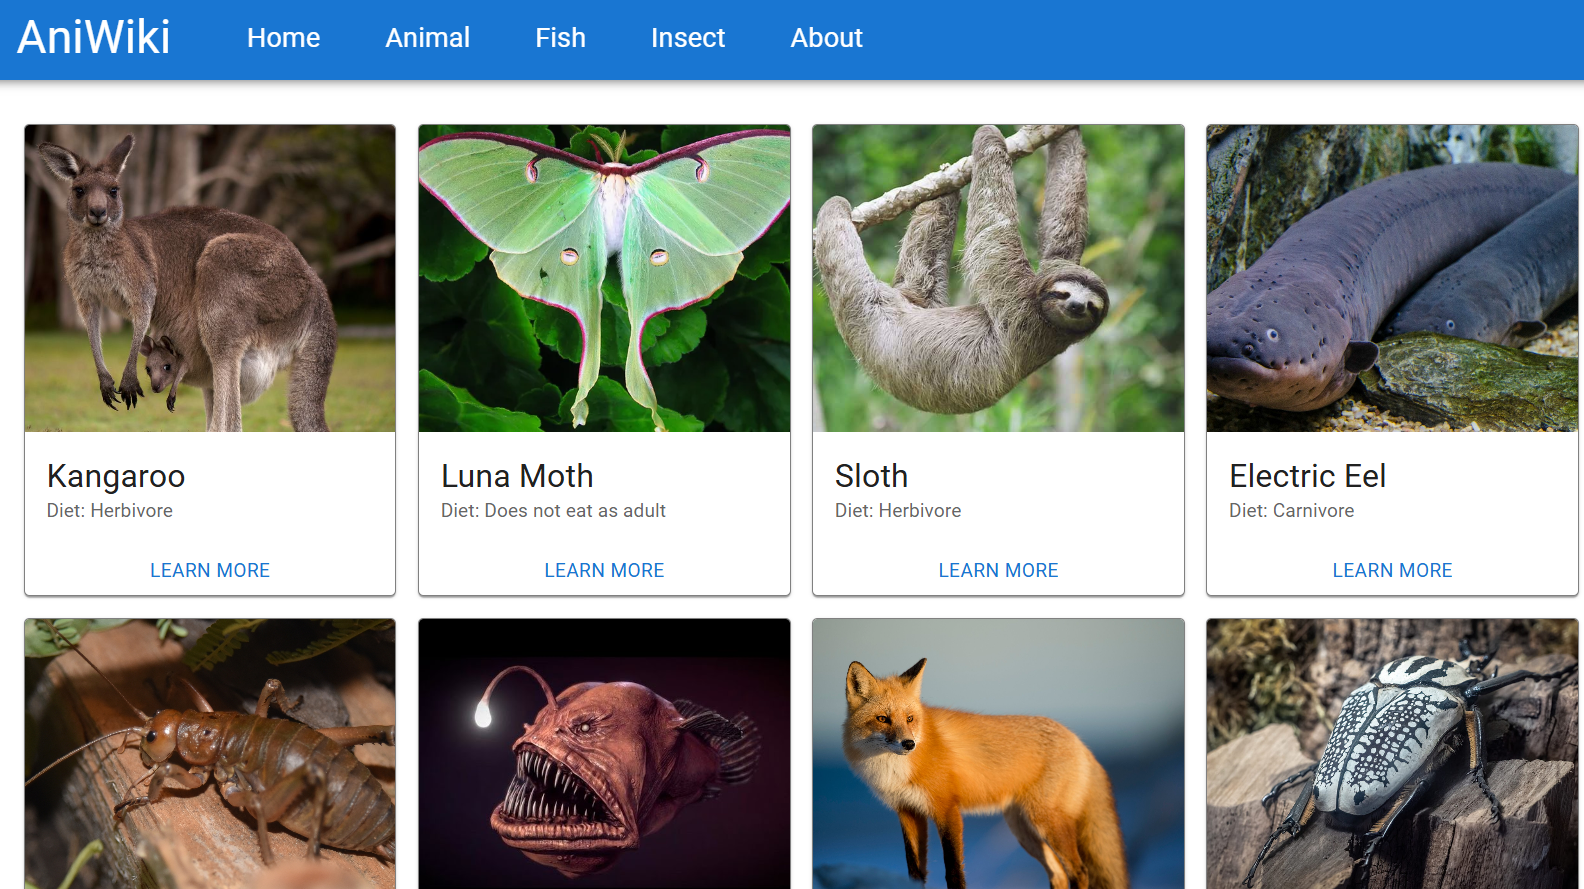 AniWiki Home Animal Fish Insect About
Kangaroo
Diet: Herbivore
LEARN MORE
Luna Moth
Diet: Does not eat as adult
LEARN MORE
Sloth
Diet: Herbivore
LEARN MORE
Electric Eel
Diet: Carnivore
LEARN MORE